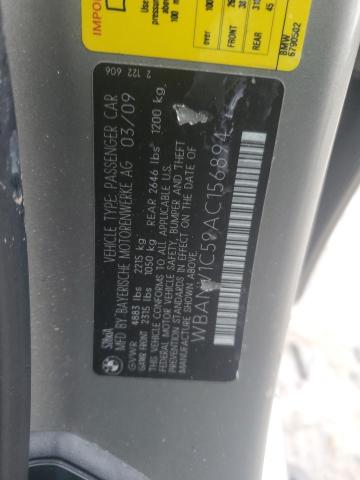 VEHICLE TYPE PASSENGER CAR
MFD BY BAYERISCHE MOTORENWERKE AG 03/09
GVWR 4883 lbs 2215 kg
GAWR FRONT 2315 lbs 1050 kg REAR 2646 lbs 1200 kg
THIS VEHICLE CONFORMS TO ALL APPLICABLE U.S.
FEDERAL MOTOR VEHICLE SAFETY, BUMPER AND THEFT
PREVENTION STANDARDS IN EFFECT ON THE DATE OF
MANUFACTURE SHOWN ABOVE
2 122 606
BMW
6790502
FRONT
REAR
45
100